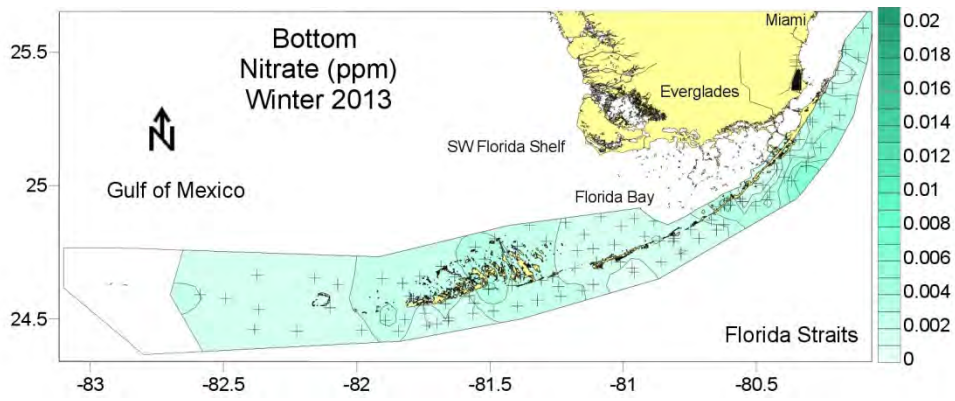 Bottom
Nitrate (ppm)
Winter 2013
N
Gulf of Mexico
SW Florida Shelf
Florida Bay
Everglades
Miami
Florida Straits
25.5
25
24.5
-83
-82.5
-82
-81.5
-81
-80.5
0.02
0.018
0.016
0.014
0.012
0.01
0.008
0.006
0.004
0.002
0